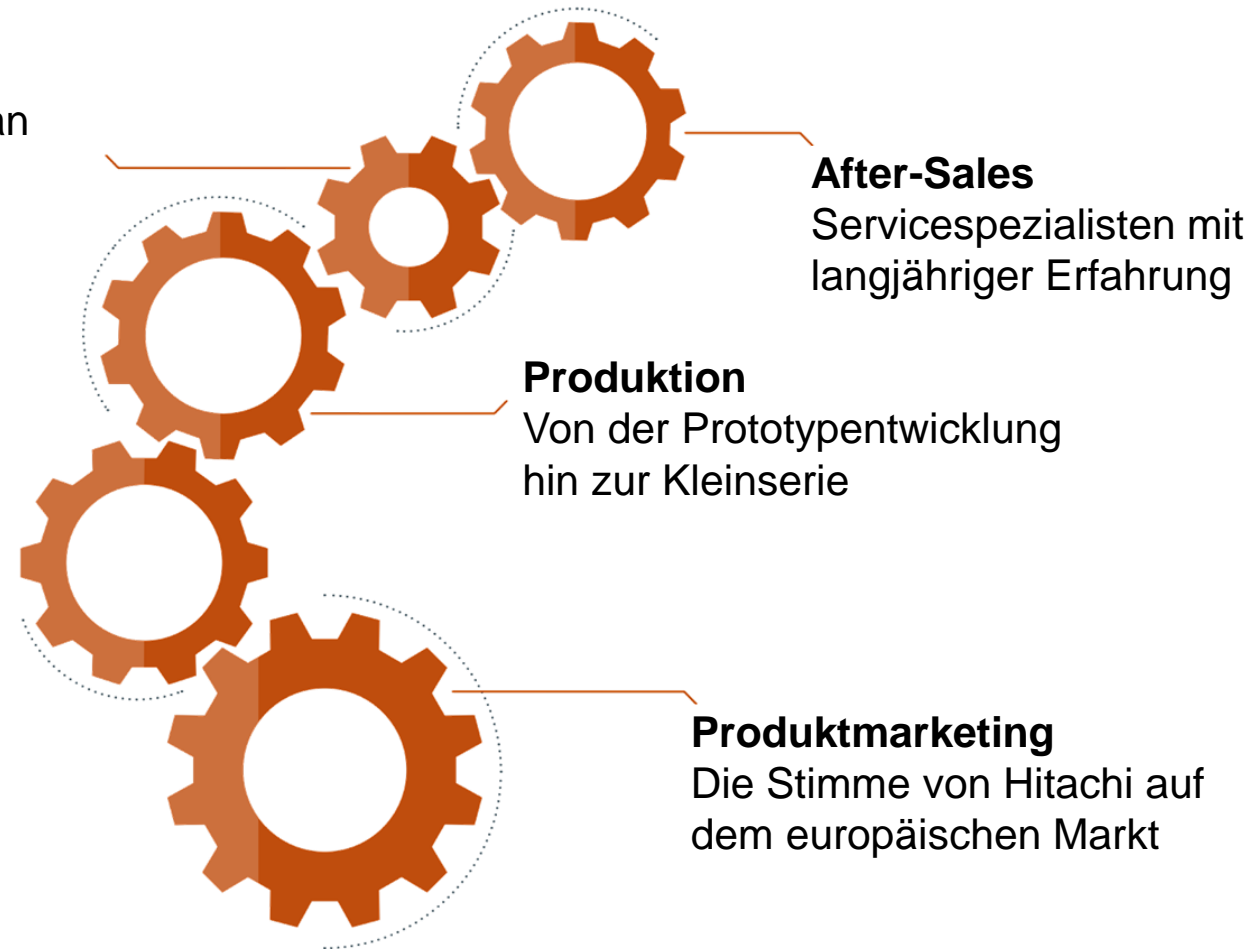 After-Sales
Servicespezialisten mit
langjähriger Erfahrung
Produktion
Von der Prototypentwicklung
hin zur Kleinserie
Produktmarketing
Die Stimme von Hitachi auf
dem europäischen Markt